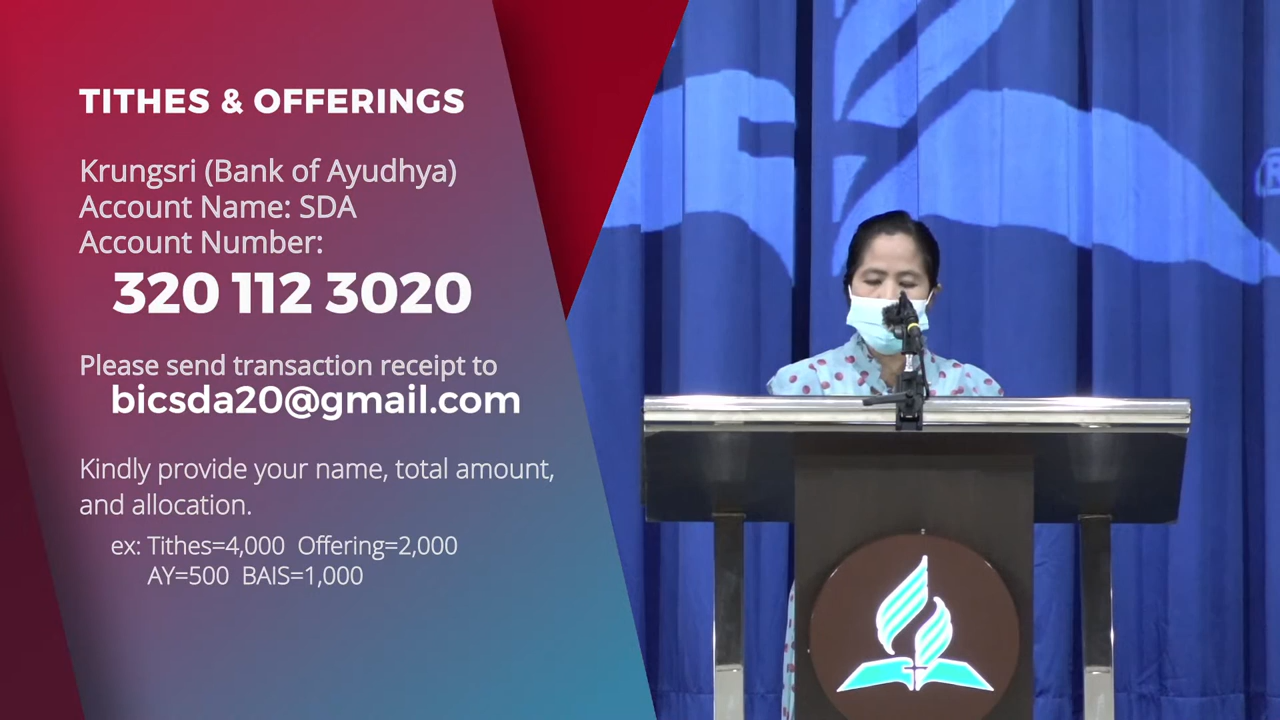 TITHES & OFFERINGS
Krungsri (Bank of Ayudhya)
Account Name: SDA
Account Number:
320 112 3020
Please send transaction receipt to
bicsda20@gmail.com
Kindly provide your name, total amount,
and allocation.
ex: Tithes=4,000 Offering=2,000
AY=500 BAIS=1,000
®